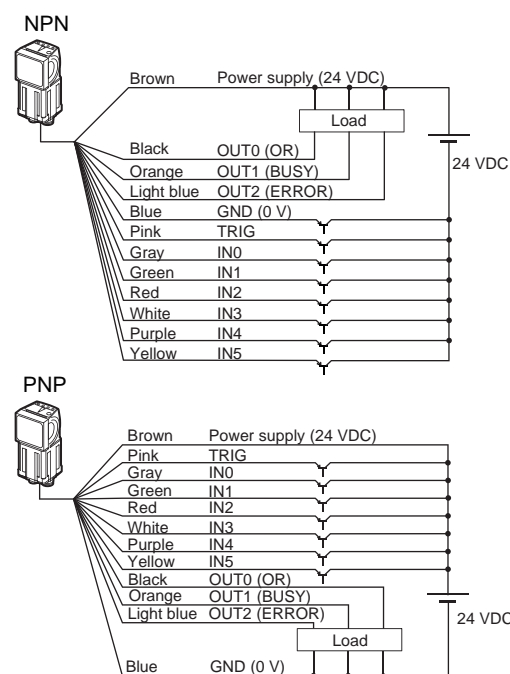 NPN
Brown Power supply (24 VDC)
Load
Black OUT0 (OR)
24 VDC
Orange OUT1 (BUSY)
Light blue OUT2 (ERROR)
Blue GND (0 V)
Pink TRIG
Gray IN0
Green IN1
Red IN2
White IN3
Purple IN4
Yellow IN5
PNP
Brown Power supply (24 VDC)
Pink TRIG
Gray IN0
Green IN1
Red IN2
White IN3
Purple IN4
Yellow IN5
Black OUT0 (OR)
Orange OUT1 (BUSY)
Light blue OUT2 (ERROR)
24 VDC
Load
Blue GND (0 V)